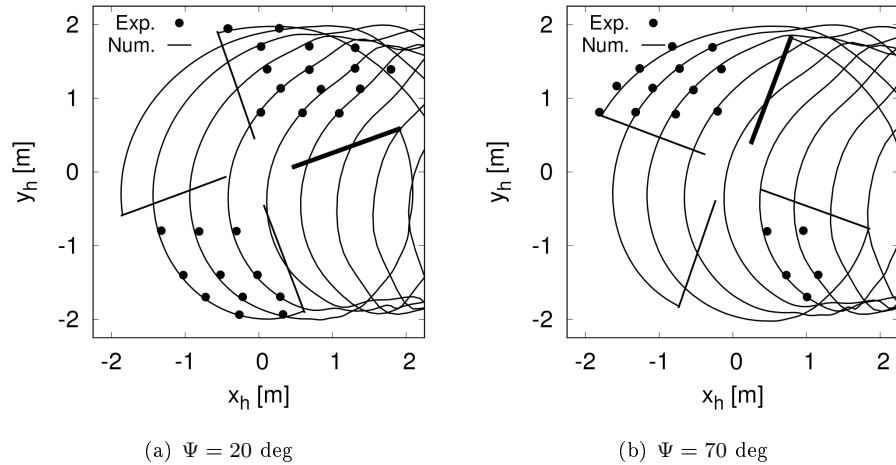 Exp.
Num.
2
1
0
-1
-2
y_h [m]
-2 -1 0 1 2
x_h [m]
(a) Ψ = 20 deg
Exp.
Num.
2
1
0
-1
-2
y_h [m]
-2 -1 0 1 2
x_h [m]
(b) Ψ = 70 deg